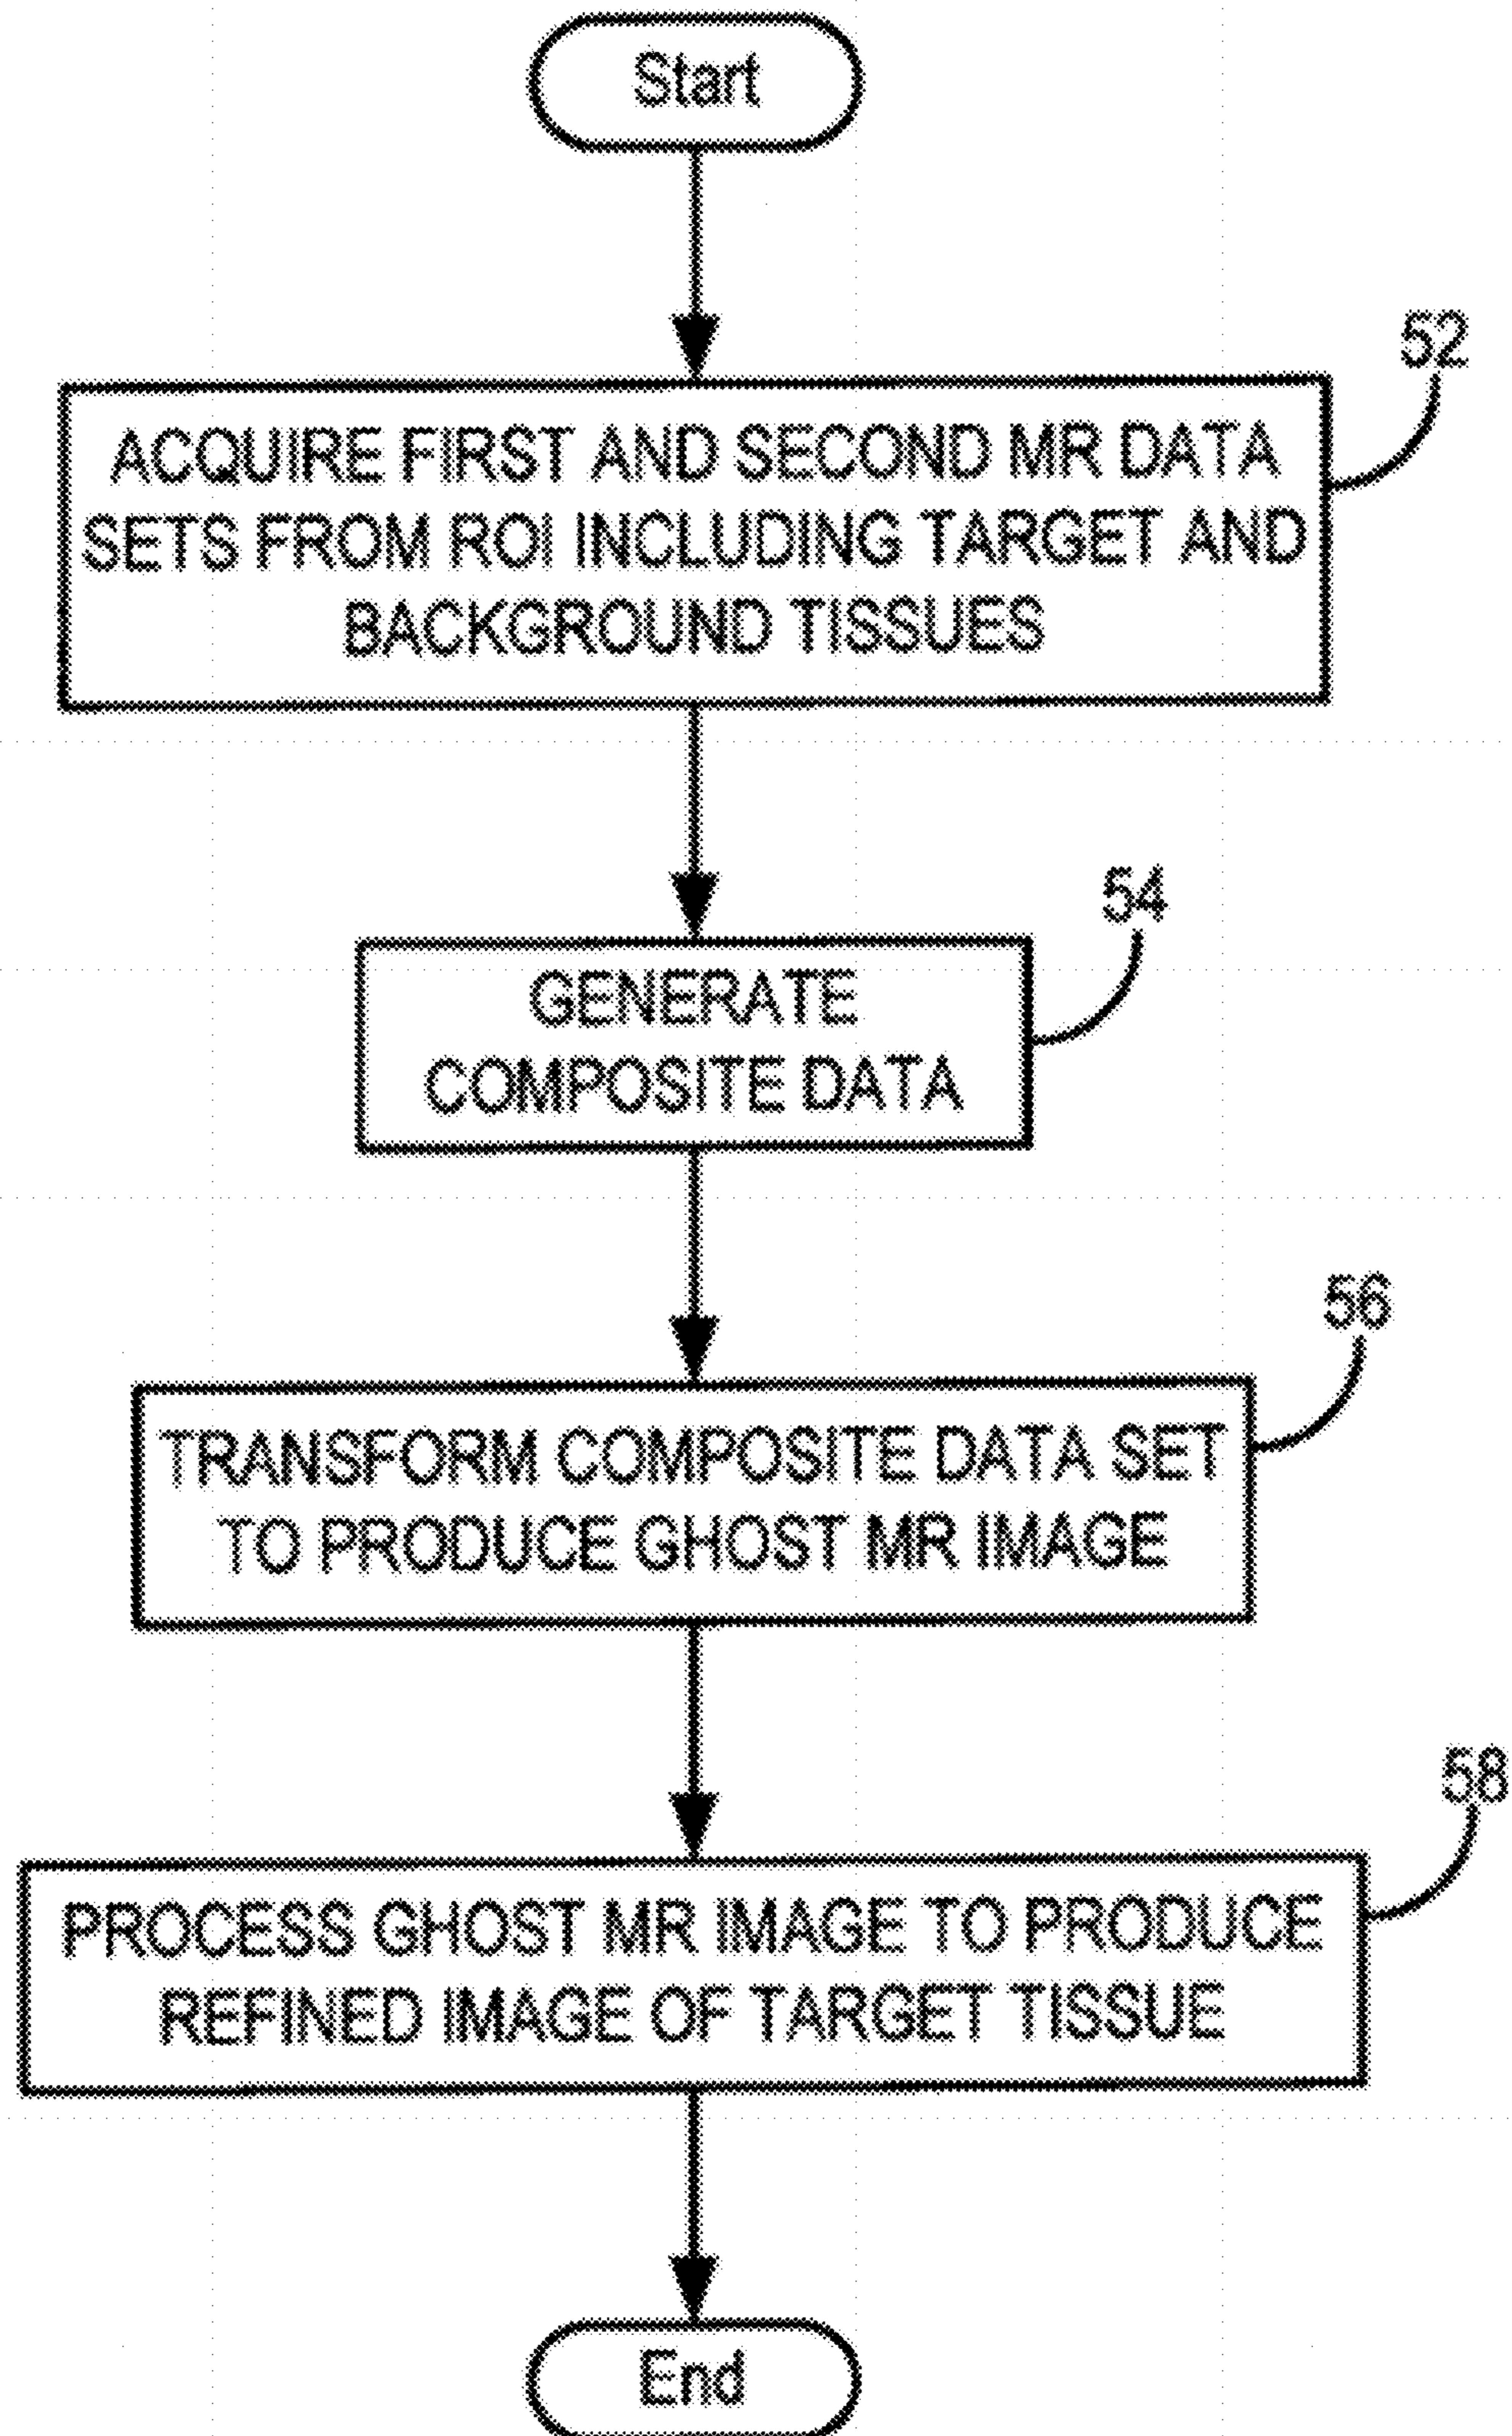 Start
52
ACQUIRE FIRST AND SECOND MR DATA
SETS FROM ROI INCLUDING TARGET AND
BACKGROUND TISSUES
54
GENERATE
COMPOSITE DATA
56
TRANSFORM COMPOSITE DATA SET
TO PRODUCE GHOST MR IMAGE
58
PROCESS GHOST MR IMAGE TO PRODUCE
REFINED IMAGE OF TARGET TISSUE
End